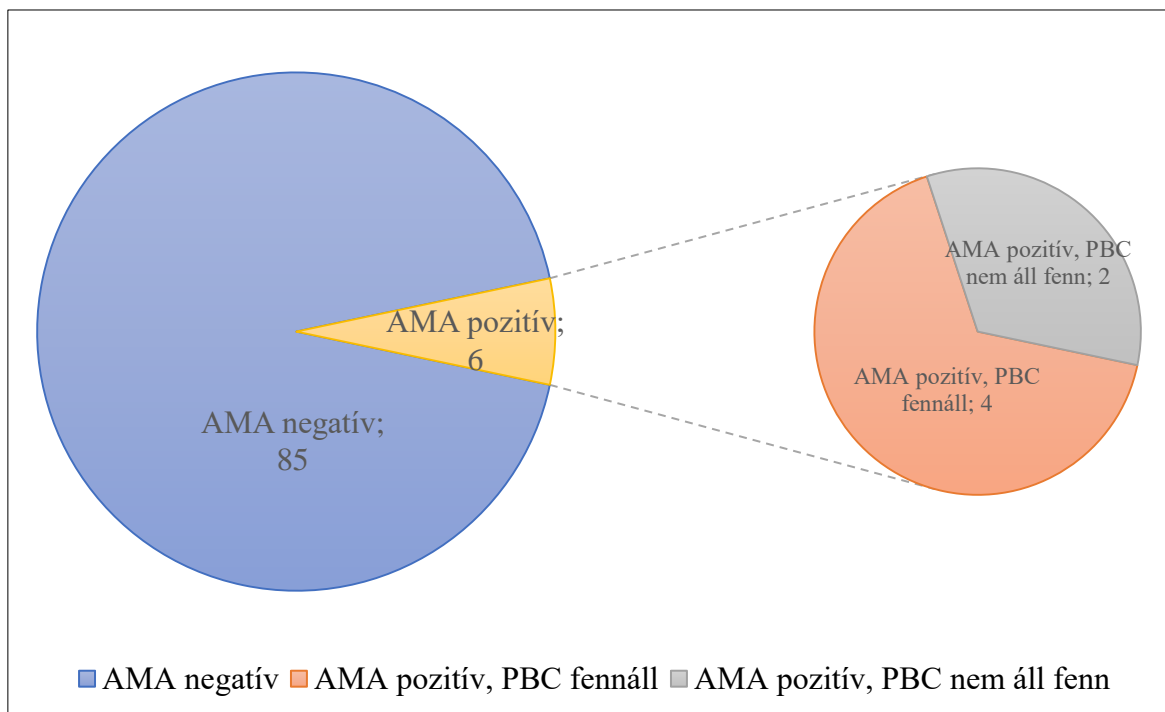 AMA negatív;
85
AMA pozitív;
6
AMA pozitív, PBC
nem áll fenn; 2
AMA pozitív, PBC
fennáll; 4
AMA negatív AMA pozitív, PBC fennáll AMA pozitív, PBC nem áll fenn